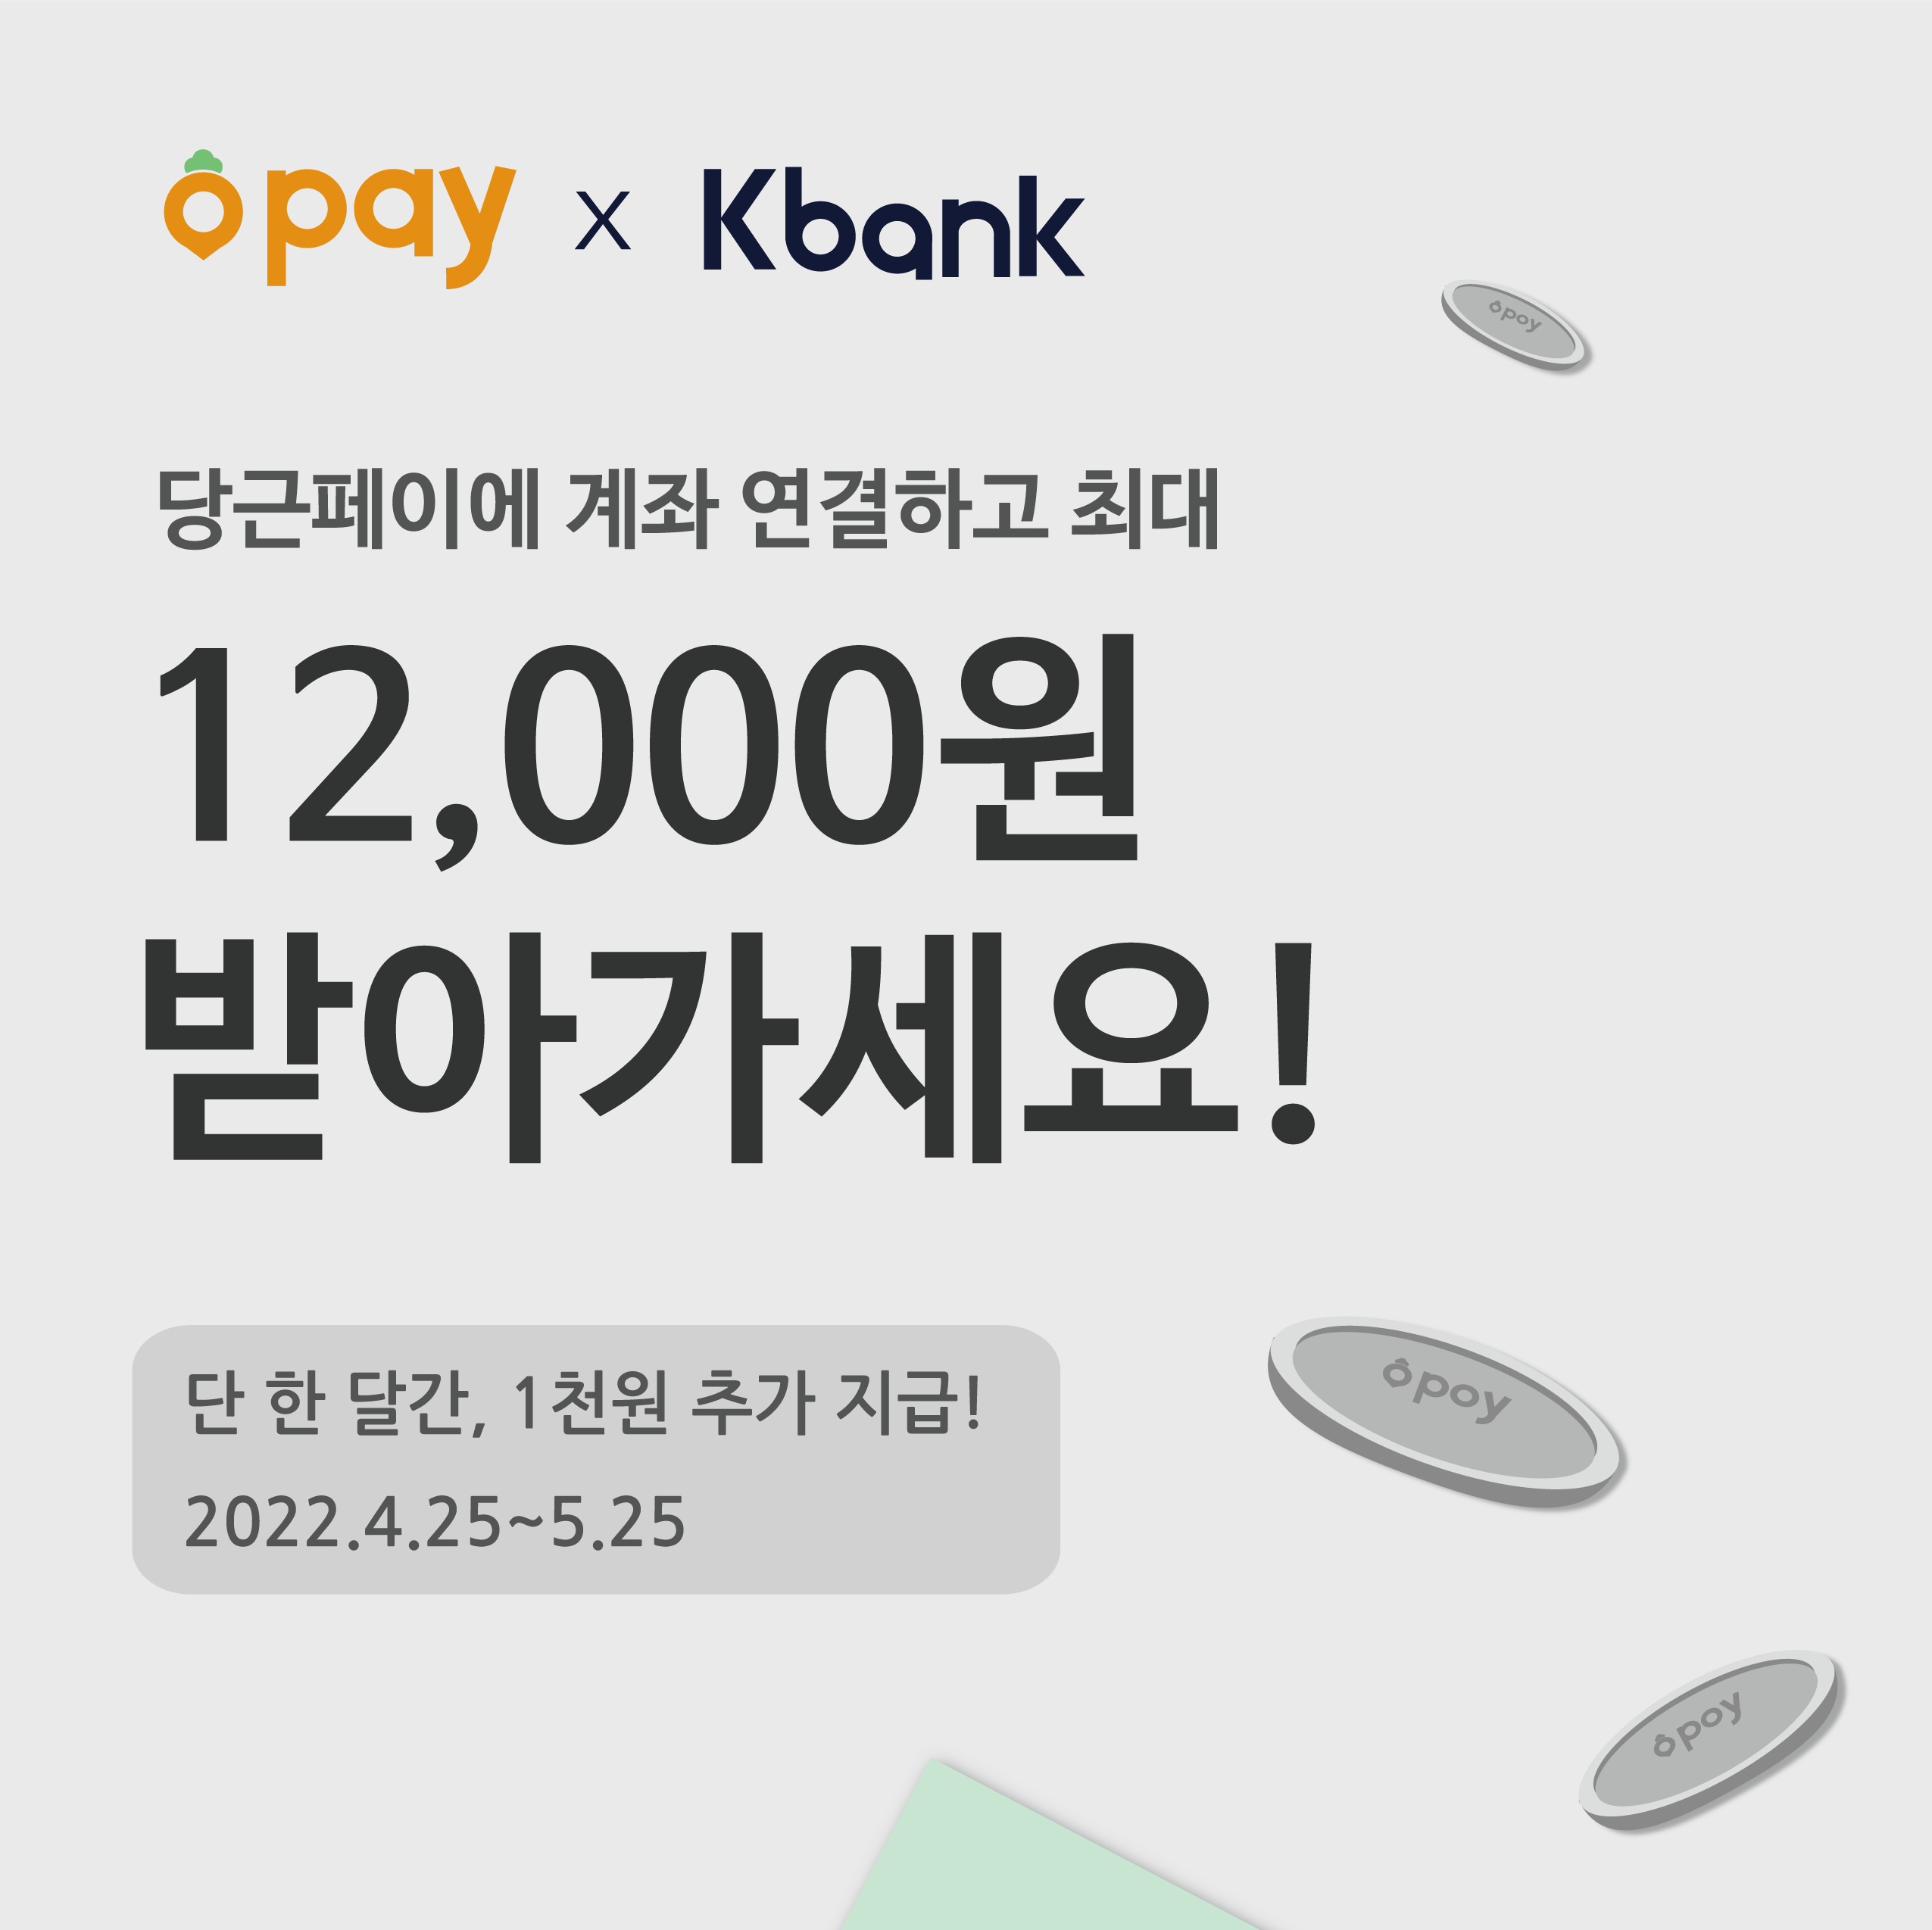 pay x Kbank
당근페이에 계좌 연결하고 최대
12,000원
받아가세요!
단 한 달간, 1천원 추가 지급!
2022.4.25~5.25
pay
pay
pay